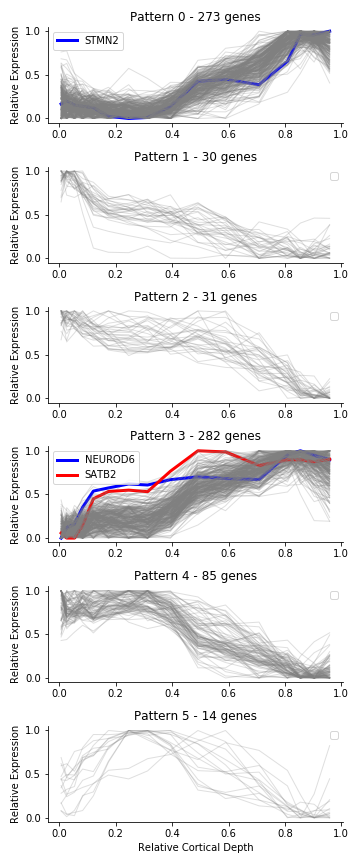 Pattern 0 - 273 genes
Relative Expression
1.0
0.5
0.0
STMN2
0.0 0.2 0.4 0.6 0.8 1.0
Pattern 1 - 30 genes
Relative Expression
1.0
0.5
0.0
0.0 0.2 0.4 0.6 0.8 1.0
Pattern 2 - 31 genes
Relative Expression
1.0
0.5
0.0
0.0 0.2 0.4 0.6 0.8 1.0
Pattern 3 - 282 genes
Relative Expression
1.0
0.5
0.0
NEUROD6
SATB2
0.0 0.2 0.4 0.6 0.8 1.0
Pattern 4 - 85 genes
Relative Expression
1.0
0.5
0.0
0.0 0.2 0.4 0.6 0.8 1.0
Pattern 5 - 14 genes
Relative Expression
1.0
0.5
0.0
0.0 0.2 0.4 0.6 0.8 1.0
Relative Cortical Depth